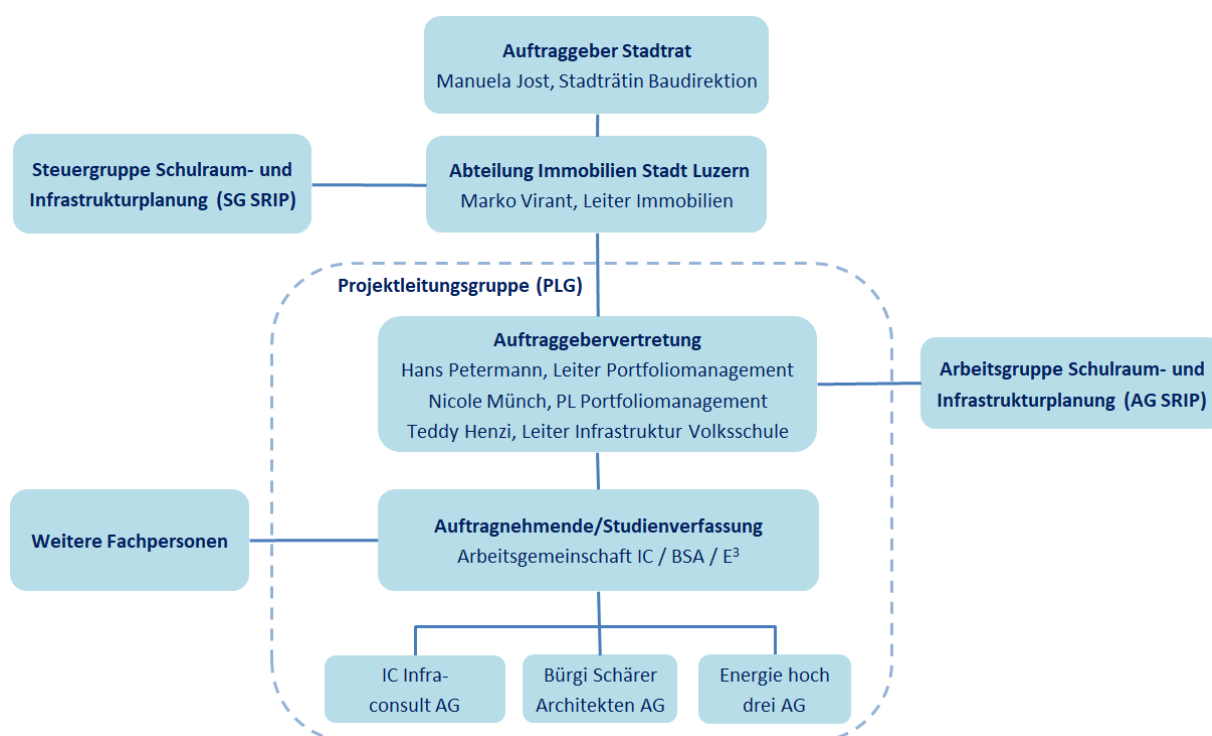 Auftraggeber Stadtrat
Manuela Jost, Stadträtin Baudirektion
Steuergruppe Schulraum- und
Infrastrukturplanung (SG SRIP)
Abteilung Immobilien Stadt Luzern
Marko Virant, Leiter Immobilien
Projektleitungsgruppe (PLG)
Auftraggebervertretung
Hans Petermann, Leiter Portfoliomanagement
Nicole Münch, PL Portfoliomanagement
Teddy Henzi, Leiter Infrastruktur Volksschule
Arbeitsgruppe Schulraum- und
Infrastrukturplanung (AG SRIP)
Weitere Fachpersonen
Auftragnehmende/Studienverfassung
Arbeitsgemeinschaft IC / BSA / E³
IC Infra-
consult AG
Bürgi Schärer
Architekten AG
Energie hoch
drei AG